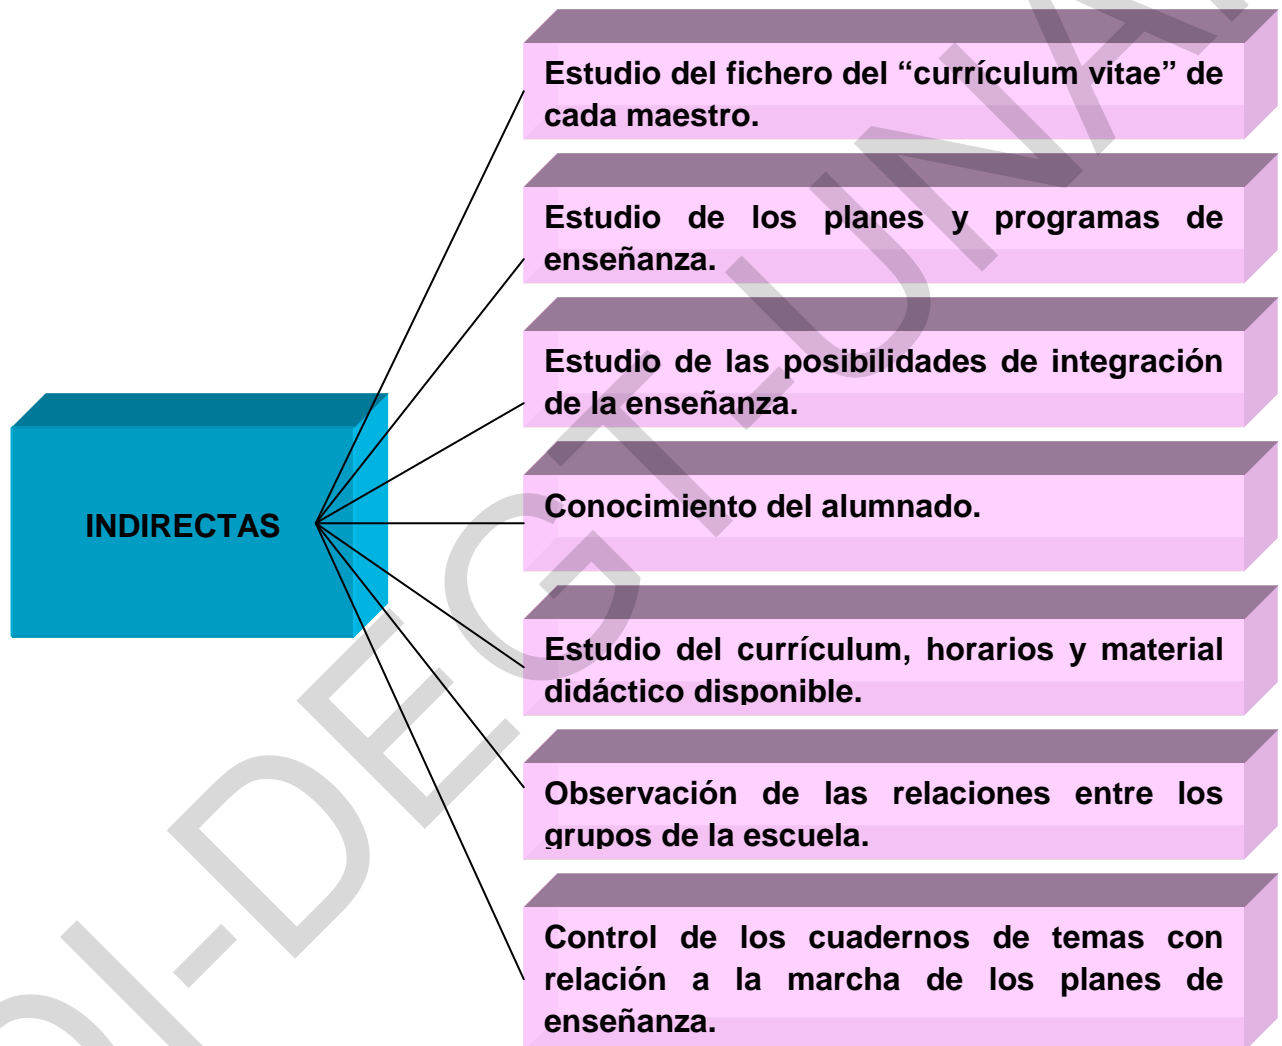 Estudio del fichero del “currículum vitae” de
cada maestro.
Estudio de los planes y programas de
enseñanza.
Estudio de las posibilidades de integración
de la enseñanza.
INDIRECTAS
Conocimiento del alumnado.
Estudio del currículum, horarios y material
didáctico disponible.
Observación de las relaciones entre los
grupos de la escuela.
Control de los cuadernos de temas con
relación a la marcha de los planes de
enseñanza.